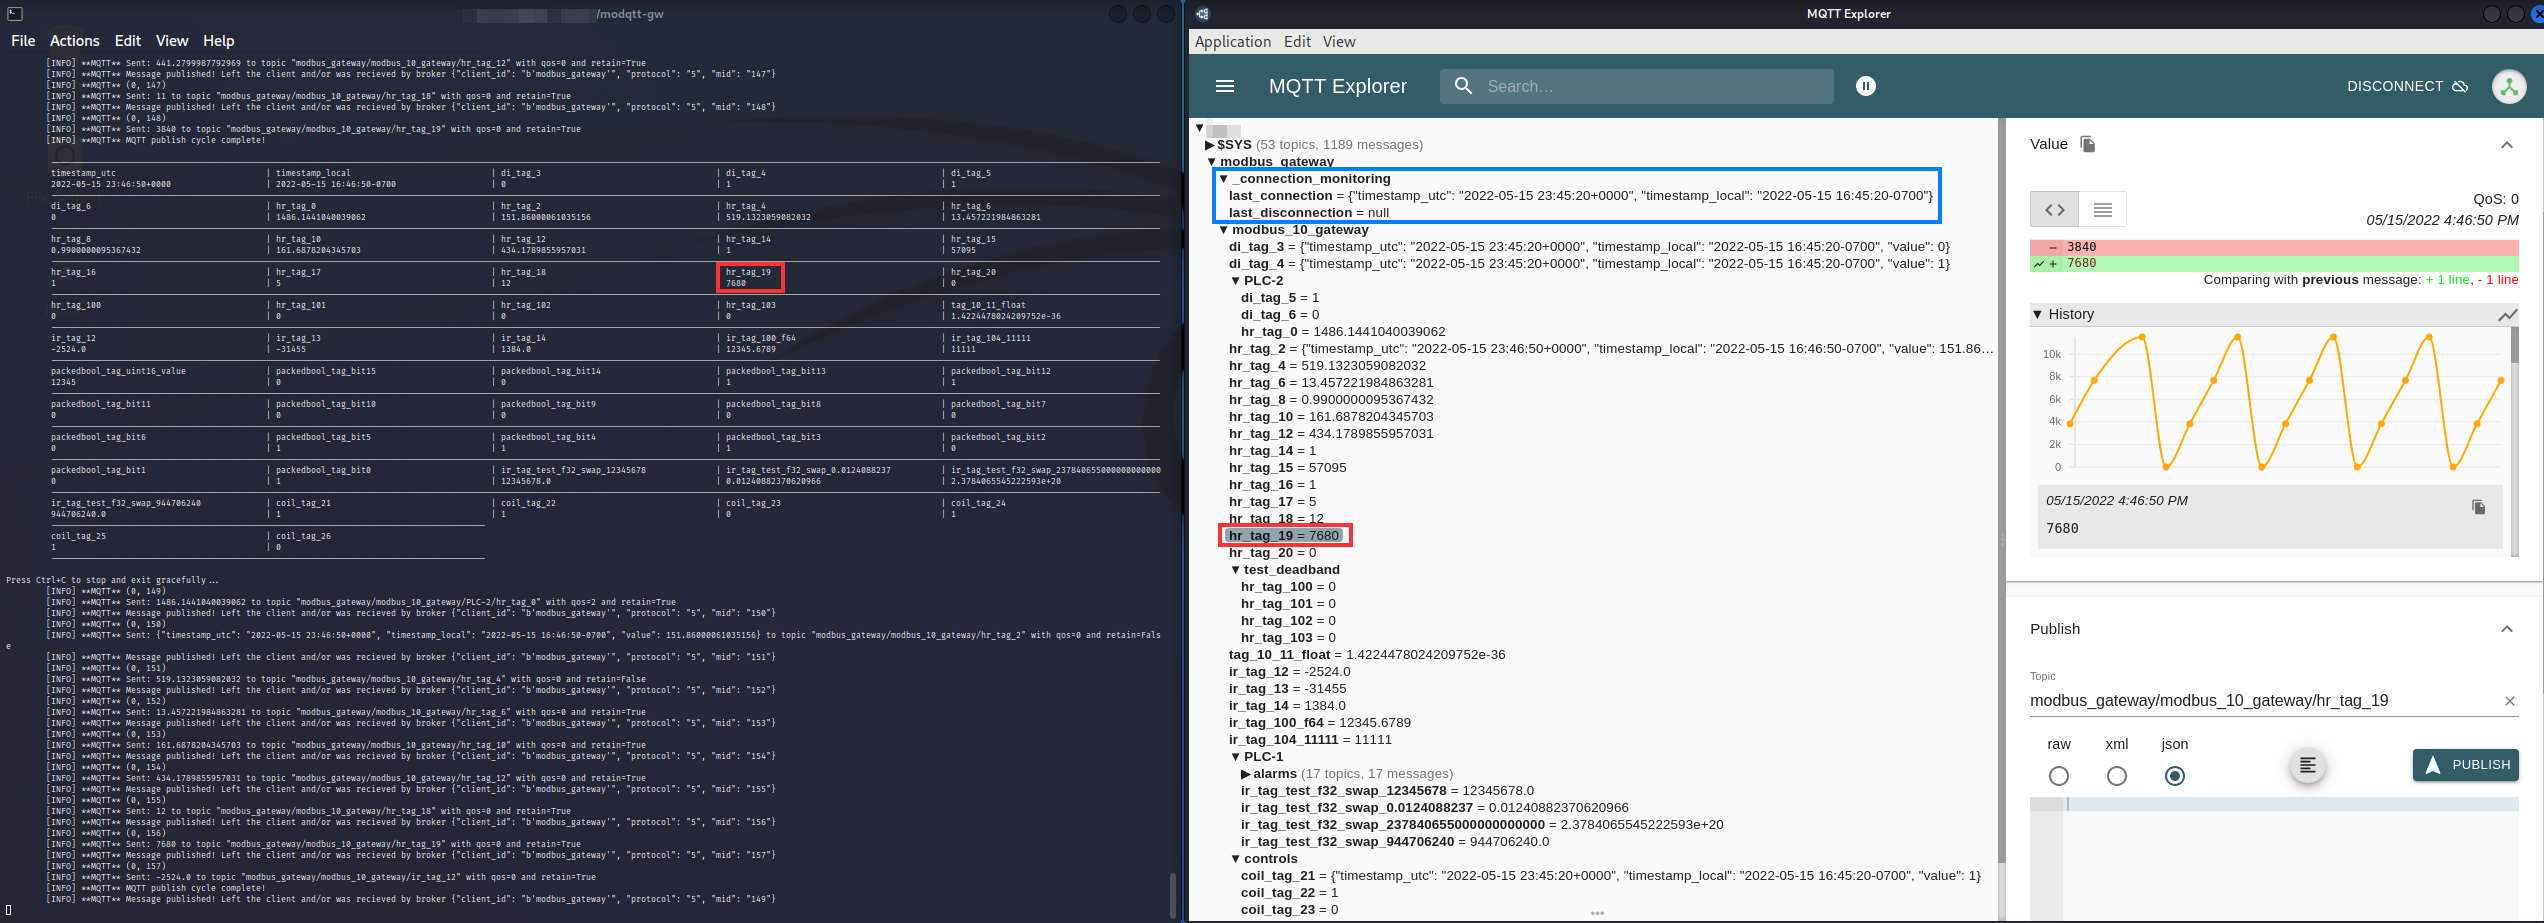 /modqtt-gw
File Actions Edit View Help
[INFO] **MQTT** Sent: 441.2799987792969 to topic "modbus_gateway/modbus_10_gateway/hr_tag_12" with qos=0 and retain=True
[INFO] **MQTT** Message published! Left the client and/or was recieved by broker {"client_id": "b'modbus_gateway'", "protocol": "5", "mid": "147"}
[INFO] **MQTT** (0, 147)
[INFO] **MQTT** Sent: 11 to topic "modbus_gateway/modbus_10_gateway/hr_tag_18" with qos=0 and retain=True
[INFO] **MQTT** Message published! Left the client and/or was recieved by broker {"client_id": "b'modbus_gateway'", "protocol": "5", "mid": "148"}
[INFO] **MQTT** (0, 148)
[INFO] **MQTT** Sent: 3840 to topic "modbus_gateway/modbus_10_gateway/hr_tag_19" with qos=0 and retain=True
[INFO] **MQTT** MQTT publish cycle complete!
timestamp_utc | timestamp_local | di_tag_3 | di_tag_4 | di_tag_5
2022-05-15 23:46:50+0000 | 2022-05-15 16:46:50-0700 | 0 | 1 | 1
di_tag_6 | hr_tag_0 | hr_tag_2 | hr_tag_4 | hr_tag_6
0 | 1486.1441040039062 | 151.86000061035156 | 519.1323059082032 | 13.457221984863281
hr_tag_8 | hr_tag_10 | hr_tag_12 | hr_tag_14 | hr_tag_15
0.9900000095367432 | 161.6878204345703 | 434.1789855957031 | 1 | 57095
hr_tag_16 | hr_tag_17 | hr_tag_18 | hr_tag_19 | hr_tag_20
1 | 5 | 12 | 7680 | 0
hr_tag_100 | hr_tag_101 | hr_tag_102 | hr_tag_103 | tag_10_11_float
0 | 0 | 0 | 0 | 1.4224478024209752e-36
ir_tag_12 | ir_tag_13 | ir_tag_14 | ir_tag_100_f64 | ir_tag_104_11111
-2524.0 | -31455 | 1384.0 | 12345.6789 | 11111
packedbool_tag_uint16_value | packedbool_tag_bit15 | packedbool_tag_bit14 | packedbool_tag_bit13 | packedbool_tag_bit12
12345 | 0 | 0 | 1 | 1
packedbool_tag_bit11 | packedbool_tag_bit10 | packedbool_tag_bit9 | packedbool_tag_bit8 | packedbool_tag_bit7
0 | 0 | 0 | 0 | 0
packedbool_tag_bit6 | packedbool_tag_bit5 | packedbool_tag_bit4 | packedbool_tag_bit3 | packedbool_tag_bit2
0 | 1 | 1 | 1 | 0
packedbool_tag_bit1 | packedbool_tag_bit0 | ir_tag_test_f32_swap_12345678 | ir_tag_test_f32_swap_0.0124088237 | ir_tag_test_f32_swap_237840655000000000000
0 | 1 | 12345678.0 | 0.01240882370620966 | 2.3784065545222593e+20
ir_tag_test_f32_swap_944706240 | coil_tag_21 | coil_tag_22 | coil_tag_23 | coil_tag_24
944706240.0 | 1 | 1 | 0 | 1
coil_tag_25 | coil_tag_26
1 | 0
Press Ctrl+C to stop and exit gracefully...
[INFO] **MQTT** (0, 149)
[INFO] **MQTT** Sent: 1486.1441040039062 to topic "modbus_gateway/modbus_10_gateway/PLC-2/hr_tag_0" with qos=2 and retain=True
[INFO] **MQTT** Message published! Left the client and/or was recieved by broker {"client_id": "b'modbus_gateway'", "protocol": "5", "mid": "150"}
[INFO] **MQTT** (0, 150)
[INFO] **MQTT** Sent: {"timestamp_utc": "2022-05-15 23:46:50+0000", "timestamp_local": "2022-05-15 16:46:50-0700", "value": 151.86000061035156} to topic "modbus_gateway/modbus_10_gateway/hr_tag_2" with qos=0 and retain=Fals
e
[INFO] **MQTT** Message published! Left the client and/or was recieved by broker {"client_id": "b'modbus_gateway'", "protocol": "5", "mid": "151"}
[INFO] **MQTT** (0, 151)
[INFO] **MQTT** Sent: 519.1323059082032 to topic "modbus_gateway/modbus_10_gateway/hr_tag_4" with qos=0 and retain=False
[INFO] **MQTT** Message published! Left the client and/or was recieved by broker {"client_id": "b'modbus_gateway'", "protocol": "5", "mid": "152"}
[INFO] **MQTT** (0, 152)
[INFO] **MQTT** Sent: 13.457221984863281 to topic "modbus_gateway/modbus_10_gateway/hr_tag_6" with qos=0 and retain=True
[INFO] **MQTT** Message published! Left the client and/or was recieved by broker {"client_id": "b'modbus_gateway'", "protocol": "5", "mid": "153"}
[INFO] **MQTT** (0, 153)
[INFO] **MQTT** Sent: 161.6878204345703 to topic "modbus_gateway/modbus_10_gateway/hr_tag_10" with qos=0 and retain=True
[INFO] **MQTT** Message published! Left the client and/or was recieved by broker {"client_id": "b'modbus_gateway'", "protocol": "5", "mid": "154"}
[INFO] **MQTT** (0, 154)
[INFO] **MQTT** Sent: 434.1789855957031 to topic "modbus_gateway/modbus_10_gateway/hr_tag_12" with qos=0 and retain=True
[INFO] **MQTT** Message published! Left the client and/or was recieved by broker {"client_id": "b'modbus_gateway'", "protocol": "5", "mid": "155"}
[INFO] **MQTT** (0, 155)
[INFO] **MQTT** Sent: 12 to topic "modbus_gateway/modbus_10_gateway/hr_tag_18" with qos=0 and retain=True
[INFO] **MQTT** Message published! Left the client and/or was recieved by broker {"client_id": "b'modbus_gateway'", "protocol": "5", "mid": "156"}
[INFO] **MQTT** (0, 156)
[INFO] **MQTT** Sent: 7680 to topic "modbus_gateway/modbus_10_gateway/hr_tag_19" with qos=0 and retain=True
[INFO] **MQTT** Message published! Left the client and/or was recieved by broker {"client_id": "b'modbus_gateway'", "protocol": "5", "mid": "157"}
[INFO] **MQTT** (0, 157)
[INFO] **MQTT** Sent: -2524.0 to topic "modbus_gateway/modbus_10_gateway/ir_tag_12" with qos=0 and retain=True
[INFO] **MQTT** MQTT publish cycle complete!
[INFO] **MQTT** Message published! Left the client and/or was recieved by broker {"client_id": "b'modbus_gateway'", "protocol": "5", "mid": "149"}
MQTT Explorer
Application Edit View
MQTT Explorer
Search...
DISCONNECT
▼
▶ $SYS (53 topics, 1189 messages)
▼ modbus_gateway
▼ _connection_monitoring
last_connection = {"timestamp_utc": "2022-05-15 23:45:20+0000", "timestamp_local": "2022-05-15 16:45:20-0700"}
last_disconnection = null
▼ modbus_10_gateway
di_tag_3 = {"timestamp_utc": "2022-05-15 23:45:20+0000", "timestamp_local": "2022-05-15 16:45:20-0700", "value": 0}
di_tag_4 = {"timestamp_utc": "2022-05-15 23:45:20+0000", "timestamp_local": "2022-05-15 16:45:20-0700", "value": 1}
▼ PLC-2
di_tag_5 = 1
di_tag_6 = 0
hr_tag_0 = 1486.1441040039062
hr_tag_2 = {"timestamp_utc": "2022-05-15 23:46:50+0000", "timestamp_local": "2022-05-15 16:46:50-0700", "value": 151.86...
hr_tag_4 = 519.1323059082032
hr_tag_6 = 13.457221984863281
hr_tag_8 = 0.9900000095367432
hr_tag_10 = 161.6878204345703
hr_tag_12 = 434.1789855957031
hr_tag_14 = 1
hr_tag_15 = 57095
hr_tag_16 = 1
hr_tag_17 = 5
hr_tag_18 = 12
hr_tag_19 = 7680
hr_tag_20 = 0
▼ test_deadband
hr_tag_100 = 0
hr_tag_101 = 0
hr_tag_102 = 0
hr_tag_103 = 0
tag_10_11_float = 1.4224478024209752e-36
ir_tag_12 = -2524.0
ir_tag_13 = -31455
ir_tag_14 = 1384.0
ir_tag_100_f64 = 12345.6789
ir_tag_104_11111 = 11111
▼ PLC-1
▶ alarms (17 topics, 17 messages)
ir_tag_test_f32_swap_12345678 = 12345678.0
ir_tag_test_f32_swap_0.0124088237 = 0.01240882370620966
ir_tag_test_f32_swap_237840655000000000000 = 2.3784065545222593e+20
ir_tag_test_f32_swap_944706240 = 944706240.0
▼ controls
coil_tag_21 = {"timestamp_utc": "2022-05-15 23:45:20+0000", "timestamp_local": "2022-05-15 16:45:20-0700", "value": 1}
coil_tag_22 = 1
coil_tag_23 = 0
Value
QoS: 0
05/15/2022 4:46:50 PM
- 3840
+ 7680
Comparing with previous message: + 1 line, - 1 line
▼ History
10k
8k
6k
4k
2k
0
05/15/2022 4:46:50 PM
7680
Publish
Topic
modbus_gateway/modbus_10_gateway/hr_tag_19
raw xml json
PUBLISH